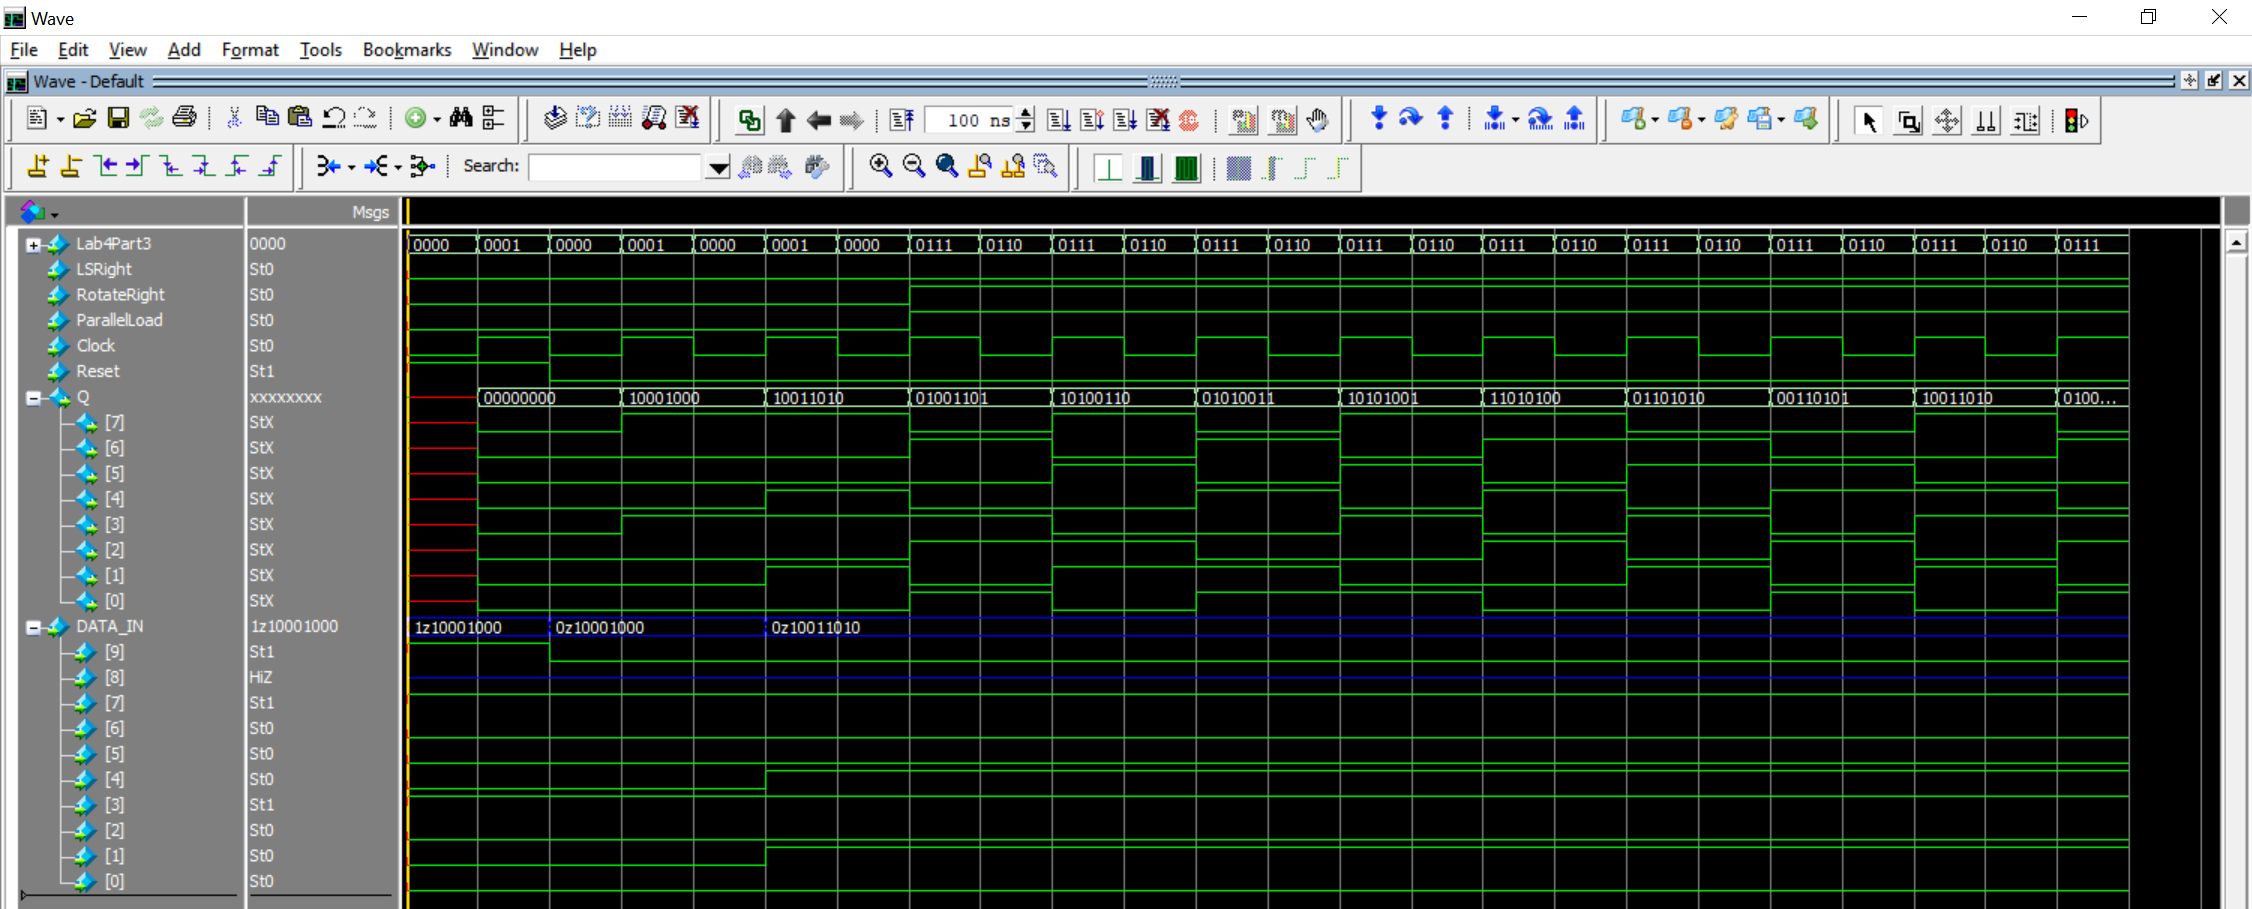 Wave
File Edit View Add Format Tools Bookmarks Window Help
Wave - Default
100 ns
Search:
Msgs
Lab4Part3 0000 0000 0001 0000 0001 0000 0001 0000 0111 0110 0111 0110 0111 0110 0111 0110 0111 0110 0111 0110 0111 0110 0111 0110 0111
LSRight St0
RotateRight St0
ParallelLoad St0
Clock St0
Reset St1
Q xxxxxxxx 00000000 10001000 10011010 01001101 10100110 01010011 10101001 11010100 01101010 00110101 10011010 0100...
[7] StX
[6] StX
[5] StX
[4] StX
[3] StX
[2] StX
[1] StX
[0] StX
DATA_IN 1z10001000 1z10001000 0z10001000 0z10011010
[9] St1
[8] HiZ
[7] St1
[6] St0
[5] St0
[4] St0
[3] St1
[2] St0
[1] St0
[0] St0